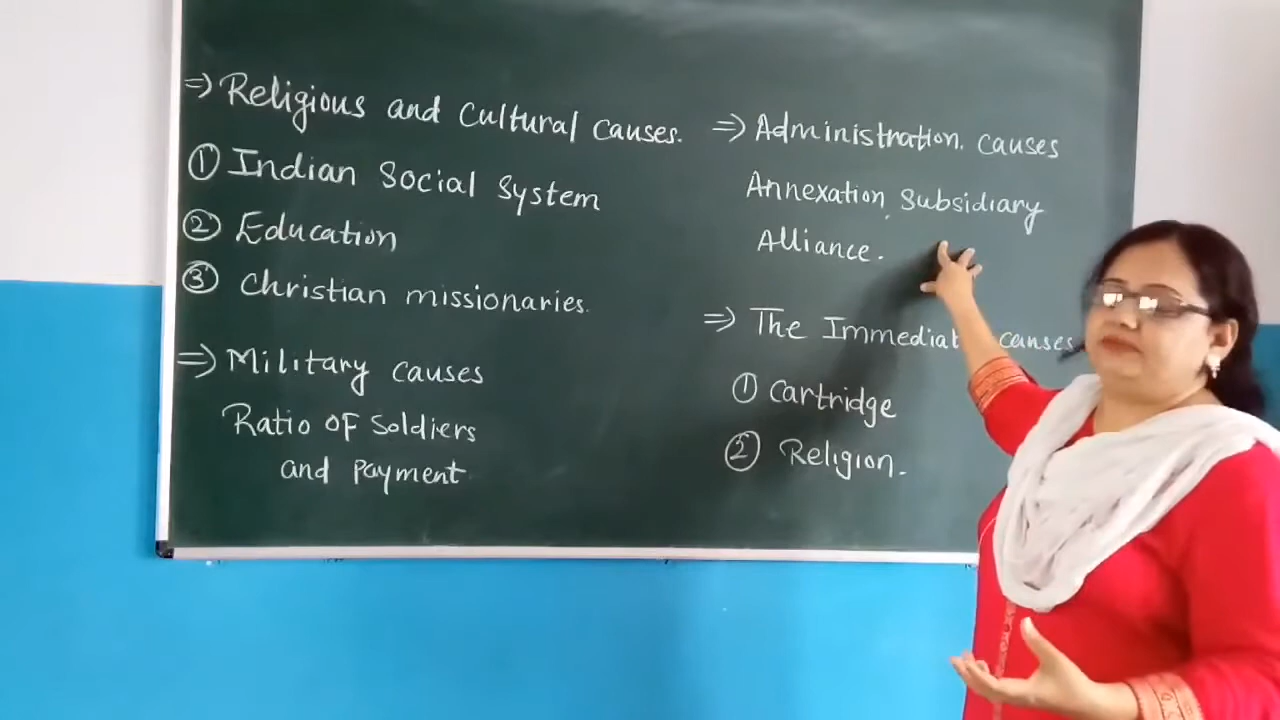 ⇒ Religious and Cultural causes.
① Indian Social System
② Education
③ Christian missionaries.
⇒ Military causes
Ratio OF Soldiers
and Payment
⇒ Administration. causes
Annexation, Subsidiary
Alliance.
⇒ The Immediat causes
① Cartridge
② Religion.